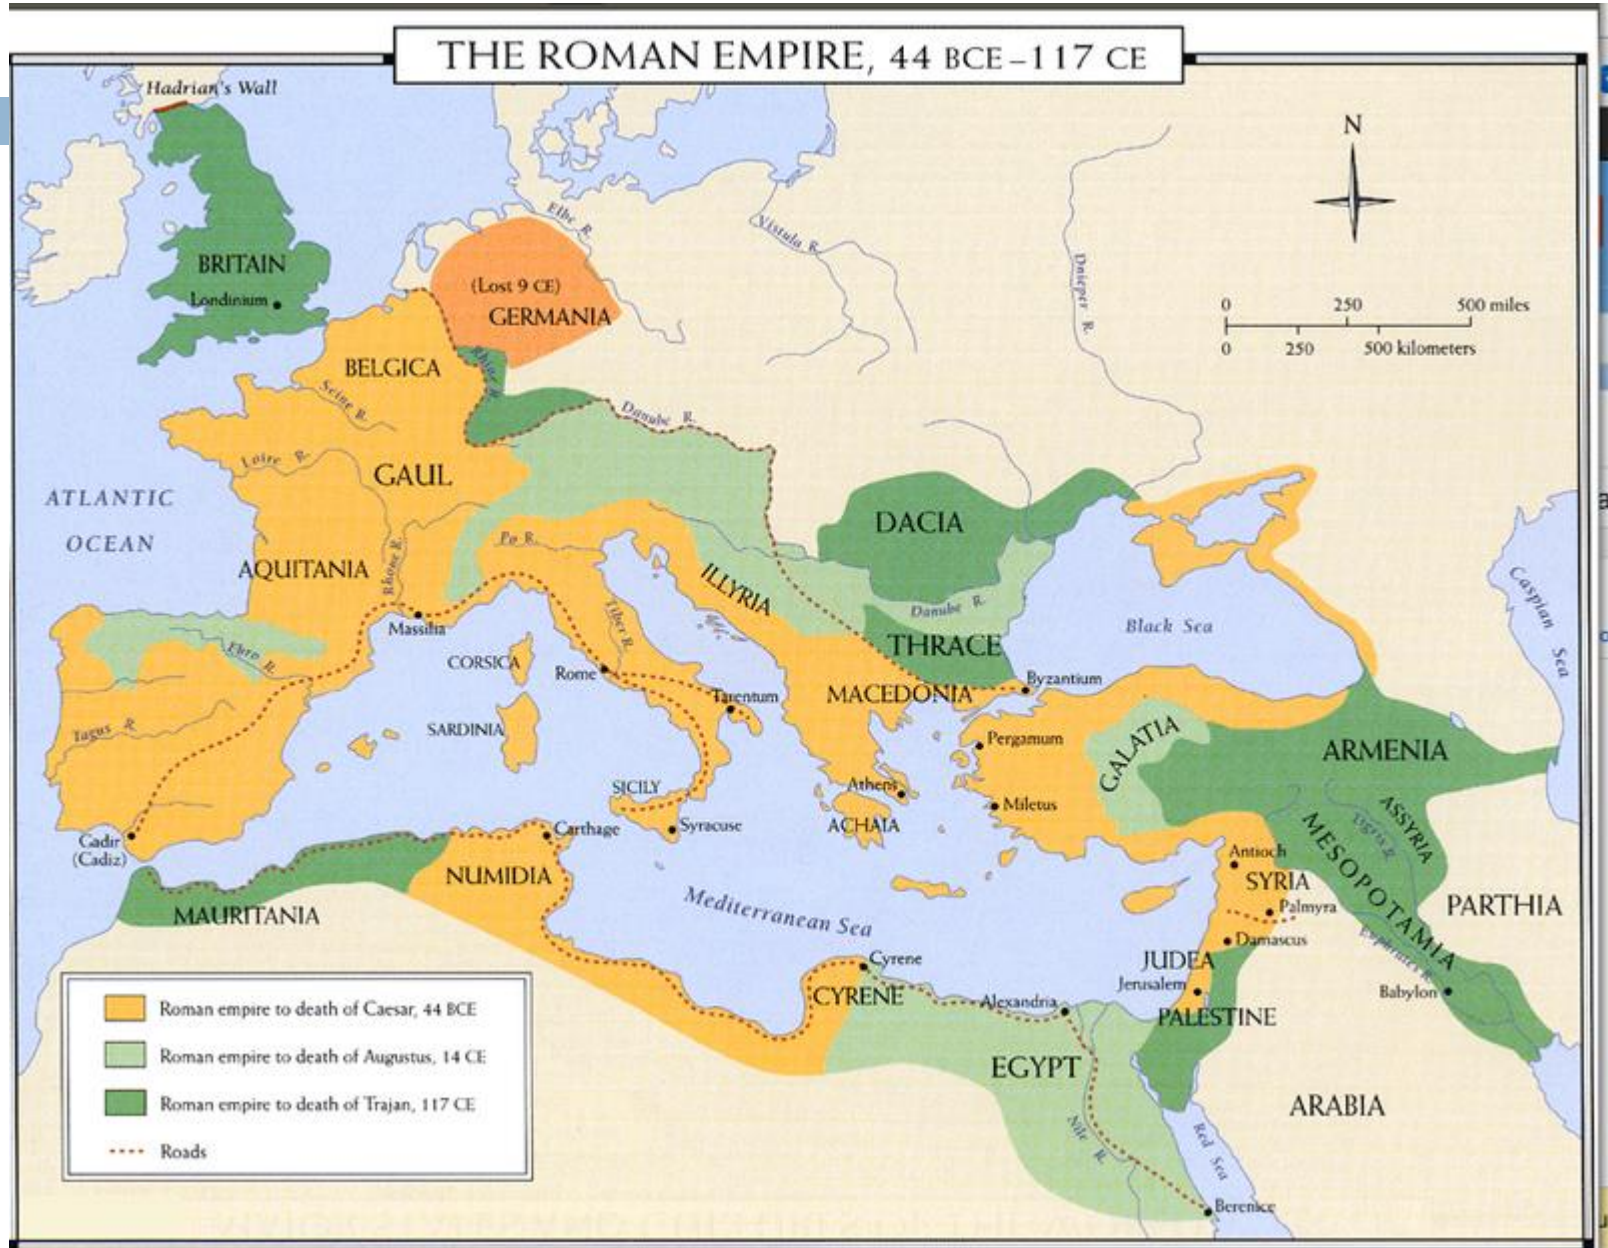 THE ROMAN EMPIRE, 44 BCE–117 CE
Hadrian's Wall
N
Elbe R.
Vistula R.
Dnieper R.
BRITAIN
Londinium
(Lost 9 CE)
GERMANIA
0 250 500 miles
0 250 500 kilometers
BELGICA
Rhine R.
Seine R.
Danube R.
Loire R.
GAUL
ATLANTIC
OCEAN
DACIA
Po R.
AQUITANIA
Rhone R.
ILLYRIA
Caspian
Sea
Danube R.
Black Sea
Massilia
Tiber R.
THRACE
Ebro R.
CORSICA
Rome
Byzantium
Tarentum
MACEDONIA
Tagus R.
SARDINIA
Pergamum
GALATIA
ARMENIA
SICILY
Athens
Miletus
ASSYRIA
Gadir
(Cadiz)
Carthage
Syracuse
ACHAIA
Tigris R.
MESOPOTAMIA
Antioch
NUMIDIA
SYRIA
MAURITANIA
Mediterranean Sea
Palmyra
PARTHIA
Damascus
Euphrates R.
Cyrene
JUDEA
CYRENE
Alexandria
Jerusalem
Babylon
PALESTINE
EGYPT
ARABIA
Nile R.
Red Sea
Berenice
Roman empire to death of Caesar, 44 BCE
Roman empire to death of Augustus, 14 CE
Roman empire to death of Trajan, 117 CE
Roads